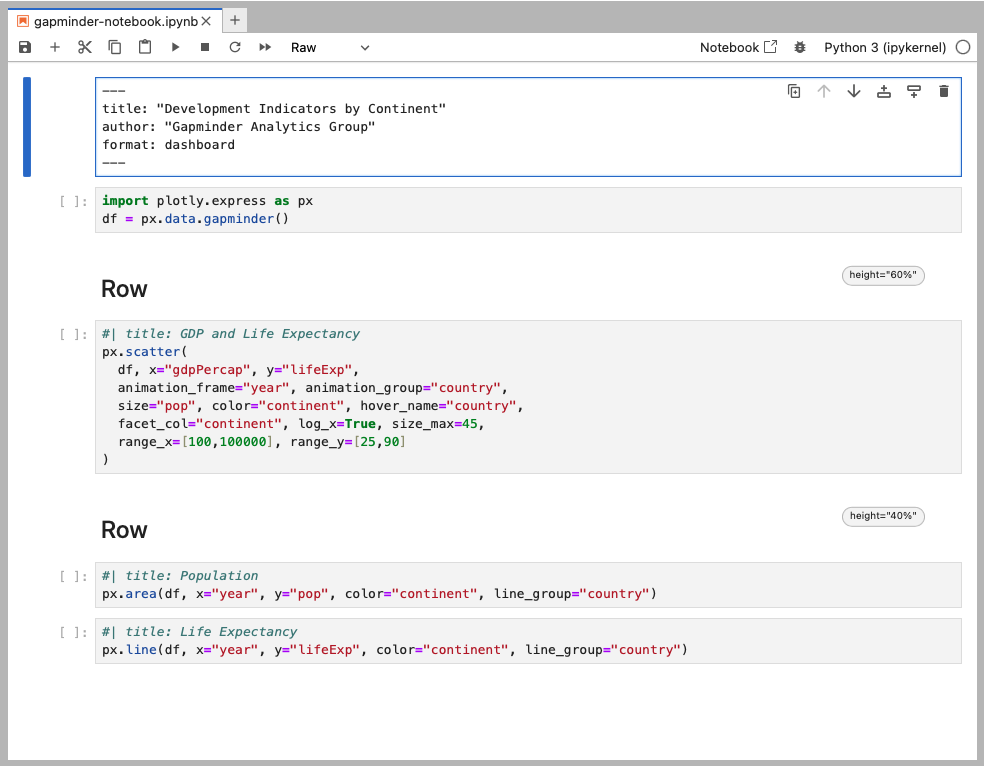 gapminder-notebook.ipynb
Raw
Notebook
Python 3 (ipykernel)
---
title: "Development Indicators by Continent"
author: "Gapminder Analytics Group"
format: dashboard
---
[ ]:
import plotly.express as px
df = px.data.gapminder()
Row
height="60%"
[ ]:
#| title: GDP and Life Expectancy
px.scatter(
  df, x="gdpPercap", y="lifeExp",
  animation_frame="year", animation_group="country",
  size="pop", color="continent", hover_name="country",
  facet_col="continent", log_x=True, size_max=45,
  range_x=[100,100000], range_y=[25,90]
)
Row
height="40%"
[ ]:
#| title: Population
px.area(df, x="year", y="pop", color="continent", line_group="country")
[ ]:
#| title: Life Expectancy
px.line(df, x="year", y="lifeExp", color="continent", line_group="country")